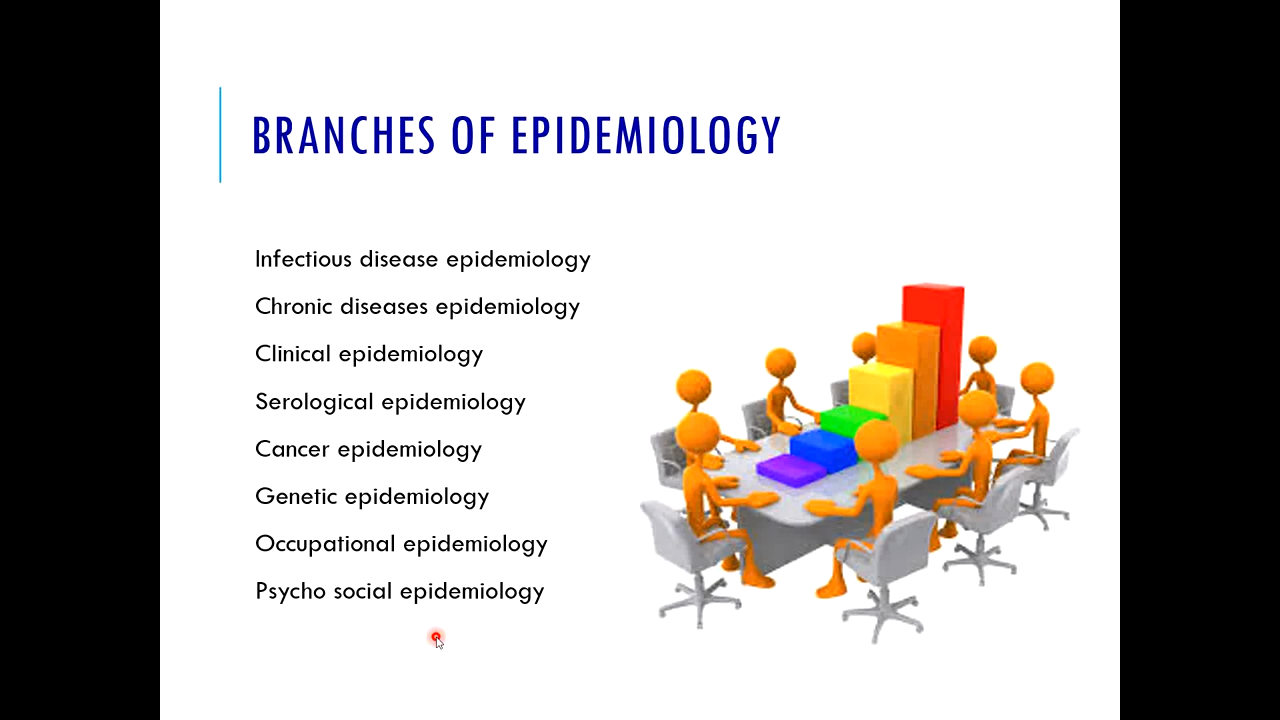 BRANCHES OF EPIDEMIOLOGY
Infectious disease epidemiology
Chronic diseases epidemiology
Clinical epidemiology
Serological epidemiology
Cancer epidemiology
Genetic epidemiology
Occupational epidemiology
Psycho social epidemiology